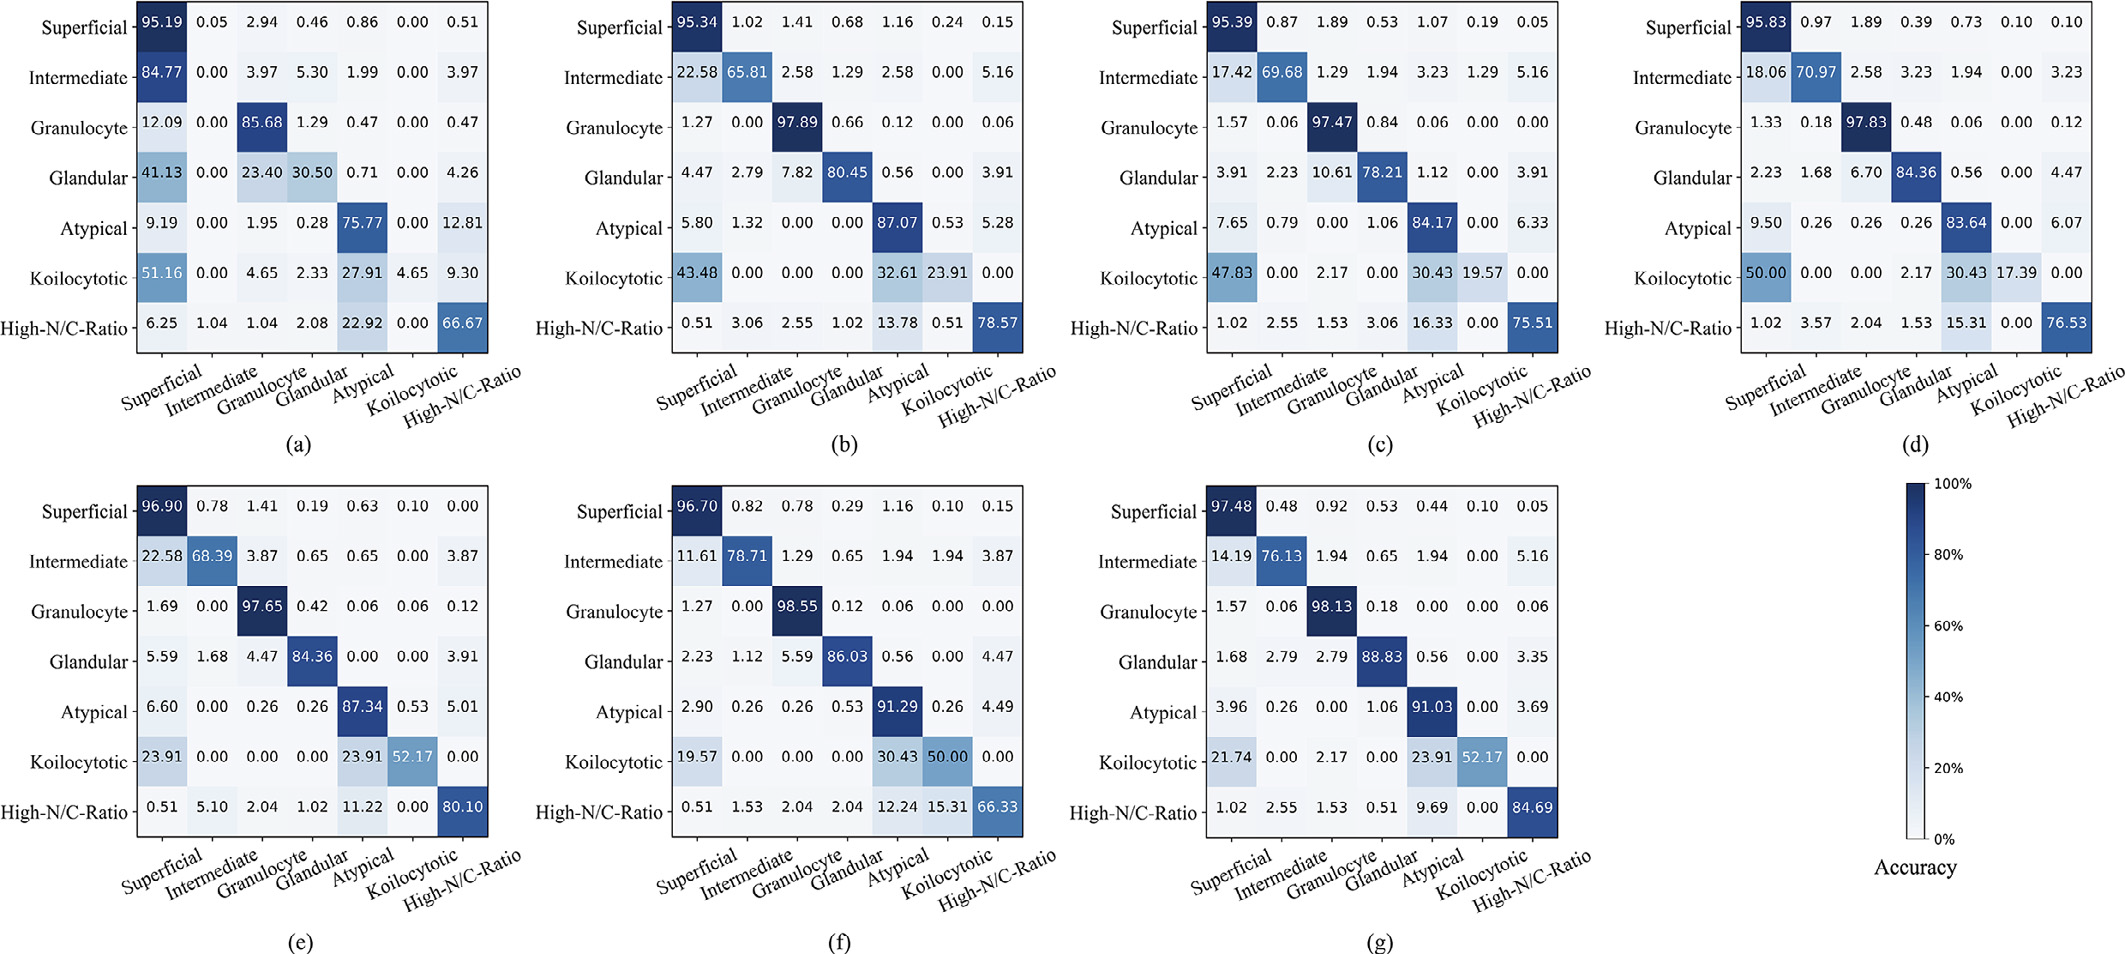 Superficial 95.19 0.05 2.94 0.46 0.86 0.00 0.51
Intermediate 84.77 0.00 3.97 5.30 1.99 0.00 3.97
Granulocyte 12.09 0.00 85.68 1.29 0.47 0.00 0.47
Glandular 41.13 0.00 23.40 30.50 0.71 0.00 4.26
Atypical 9.19 0.00 1.95 0.28 75.77 0.00 12.81
Koilocytotic 51.16 0.00 4.65 2.33 27.91 4.65 9.30
High-N/C-Ratio 6.25 1.04 1.04 2.08 22.92 0.00 66.67
Superficial Intermediate Granulocyte Glandular Atypical Koilocytotic High-N/C-Ratio
(a)
Superficial 95.34 1.02 1.41 0.68 1.16 0.24 0.15
Intermediate 22.58 65.81 2.58 1.29 2.58 0.00 5.16
Granulocyte 1.27 0.00 97.89 0.66 0.12 0.00 0.06
Glandular 4.47 2.79 7.82 80.45 0.56 0.00 3.91
Atypical 5.80 1.32 0.00 0.00 87.07 0.53 5.28
Koilocytotic 43.48 0.00 0.00 0.00 32.61 23.91 0.00
High-N/C-Ratio 0.51 3.06 2.55 1.02 13.78 0.51 78.57
Superficial Intermediate Granulocyte Glandular Atypical Koilocytotic High-N/C-Ratio
(b)
Superficial 95.39 0.87 1.89 0.53 1.07 0.19 0.05
Intermediate 17.42 69.68 1.29 1.94 3.23 1.29 5.16
Granulocyte 1.57 0.06 97.47 0.84 0.06 0.00 0.00
Glandular 3.91 2.23 10.61 78.21 1.12 0.00 3.91
Atypical 7.65 0.79 0.00 1.06 84.17 0.00 6.33
Koilocytotic 47.83 0.00 2.17 0.00 30.43 19.57 0.00
High-N/C-Ratio 1.02 2.55 1.53 3.06 16.33 0.00 75.51
Superficial Intermediate Granulocyte Glandular Atypical Koilocytotic High-N/C-Ratio
(c)
Superficial 95.83 0.97 1.89 0.39 0.73 0.10 0.10
Intermediate 18.06 70.97 2.58 3.23 1.94 0.00 3.23
Granulocyte 1.33 0.18 97.83 0.48 0.06 0.00 0.12
Glandular 2.23 1.68 6.70 84.36 0.56 0.00 4.47
Atypical 9.50 0.26 0.26 0.26 83.64 0.00 6.07
Koilocytotic 50.00 0.00 0.00 2.17 30.43 17.39 0.00
High-N/C-Ratio 1.02 3.57 2.04 1.53 15.31 0.00 76.53
Superficial Intermediate Granulocyte Glandular Atypical Koilocytotic High-N/C-Ratio
(d)
Superficial 96.90 0.78 1.41 0.19 0.63 0.10 0.00
Intermediate 22.58 68.39 3.87 0.65 0.65 0.00 3.87
Granulocyte 1.69 0.00 97.65 0.42 0.06 0.06 0.12
Glandular 5.59 1.68 4.47 84.36 0.00 0.00 3.91
Atypical 6.60 0.00 0.26 0.26 87.34 0.53 5.01
Koilocytotic 23.91 0.00 0.00 0.00 23.91 52.17 0.00
High-N/C-Ratio 0.51 5.10 2.04 1.02 11.22 0.00 80.10
Superficial Intermediate Granulocyte Glandular Atypical Koilocytotic High-N/C-Ratio
(e)
Superficial 96.70 0.82 0.78 0.29 1.16 0.10 0.15
Intermediate 11.61 78.71 1.29 0.65 1.94 1.94 3.87
Granulocyte 1.27 0.00 98.55 0.12 0.06 0.00 0.00
Glandular 2.23 1.12 5.59 86.03 0.56 0.00 4.47
Atypical 2.90 0.26 0.26 0.53 91.29 0.26 4.49
Koilocytotic 19.57 0.00 0.00 0.00 30.43 50.00 0.00
High-N/C-Ratio 0.51 1.53 2.04 2.04 12.24 15.31 66.33
Superficial Intermediate Granulocyte Glandular Atypical Koilocytotic High-N/C-Ratio
(f)
Superficial 97.48 0.48 0.92 0.53 0.44 0.10 0.05
Intermediate 14.19 76.13 1.94 0.65 1.94 0.00 5.16
Granulocyte 1.57 0.06 98.13 0.18 0.00 0.00 0.06
Glandular 1.68 2.79 2.79 88.83 0.56 0.00 3.35
Atypical 3.96 0.26 0.00 1.06 91.03 0.00 3.69
Koilocytotic 21.74 0.00 2.17 0.00 23.91 52.17 0.00
High-N/C-Ratio 1.02 2.55 1.53 0.51 9.69 0.00 84.69
Superficial Intermediate Granulocyte Glandular Atypical Koilocytotic High-N/C-Ratio
(g)
100%
80%
60%
40%
20%
0%
Accuracy